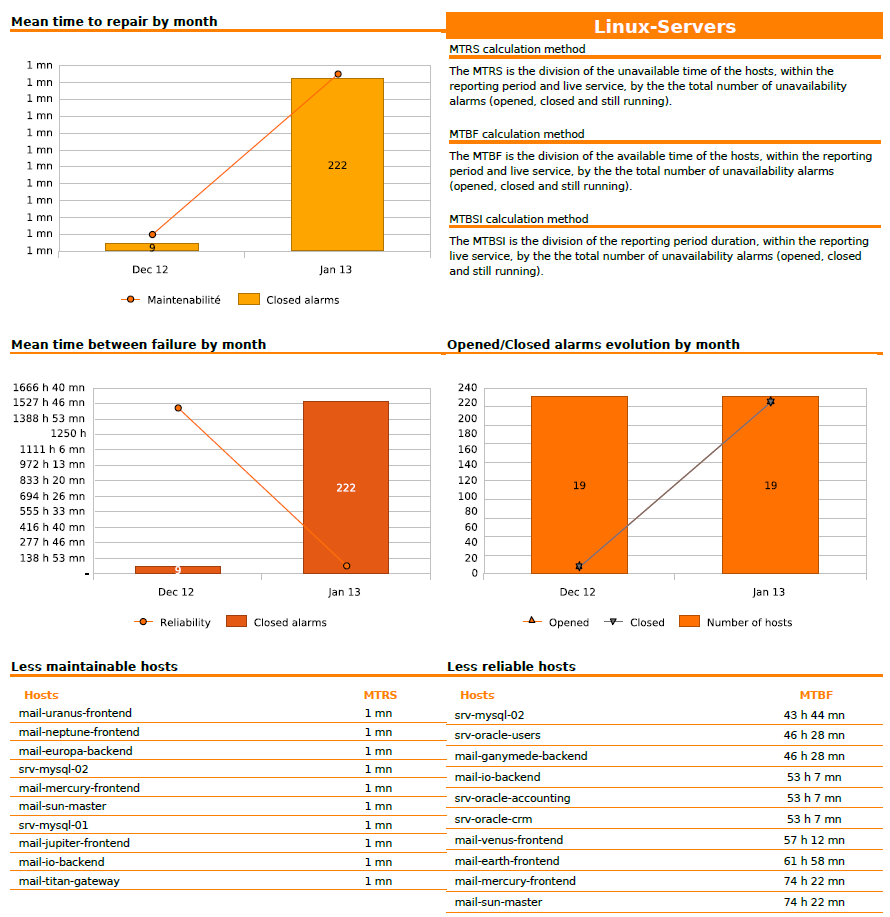 Mean time to repair by month
1 mn
1 mn
1 mn
1 mn
1 mn
1 mn
1 mn
1 mn
1 mn
1 mn
1 mn
1 mn
222
9
Dec 12
Jan 13
Maintenabilité
Closed alarms
Linux-Servers
MTRS calculation method
The MTRS is the division of the unavailable time of the hosts, within the
reporting period and live service, by the the total number of unavailability
alarms (opened, closed and still running).
MTBF calculation method
The MTBF is the division of the available time of the hosts, within the reporting
period and live service, by the the total number of unavailability alarms
(opened, closed and still running).
MTBSI calculation method
The MTBSI is the division of the reporting period duration, within the reporting
live service, by the the total number of unavailability alarms (opened, closed
and still running).
Mean time between failure by month
1666 h 40 mn
1527 h 46 mn
1388 h 53 mn
1250 h
1111 h 6 mn
972 h 13 mn
833 h 20 mn
694 h 26 mn
555 h 33 mn
416 h 40 mn
277 h 46 mn
138 h 53 mn
-
222
9
Dec 12
Jan 13
Reliability
Closed alarms
Opened/Closed alarms evolution by month
240
220
200
180
160
140
120
100
80
60
40
20
0
19
19
Dec 12
Jan 13
Opened
Closed
Number of hosts
Less maintainable hosts
Hosts MTRS
mail-uranus-frontend 1 mn
mail-neptune-frontend 1 mn
mail-europa-backend 1 mn
srv-mysql-02 1 mn
mail-mercury-frontend 1 mn
mail-sun-master 1 mn
srv-mysql-01 1 mn
mail-jupiter-frontend 1 mn
mail-io-backend 1 mn
mail-titan-gateway 1 mn
Less reliable hosts
Hosts MTBF
srv-mysql-02 43 h 44 mn
srv-oracle-users 46 h 28 mn
mail-ganymede-backend 46 h 28 mn
mail-io-backend 53 h 7 mn
srv-oracle-accounting 53 h 7 mn
srv-oracle-crm 53 h 7 mn
mail-venus-frontend 57 h 12 mn
mail-earth-frontend 61 h 58 mn
mail-mercury-frontend 74 h 22 mn
mail-sun-master 74 h 22 mn